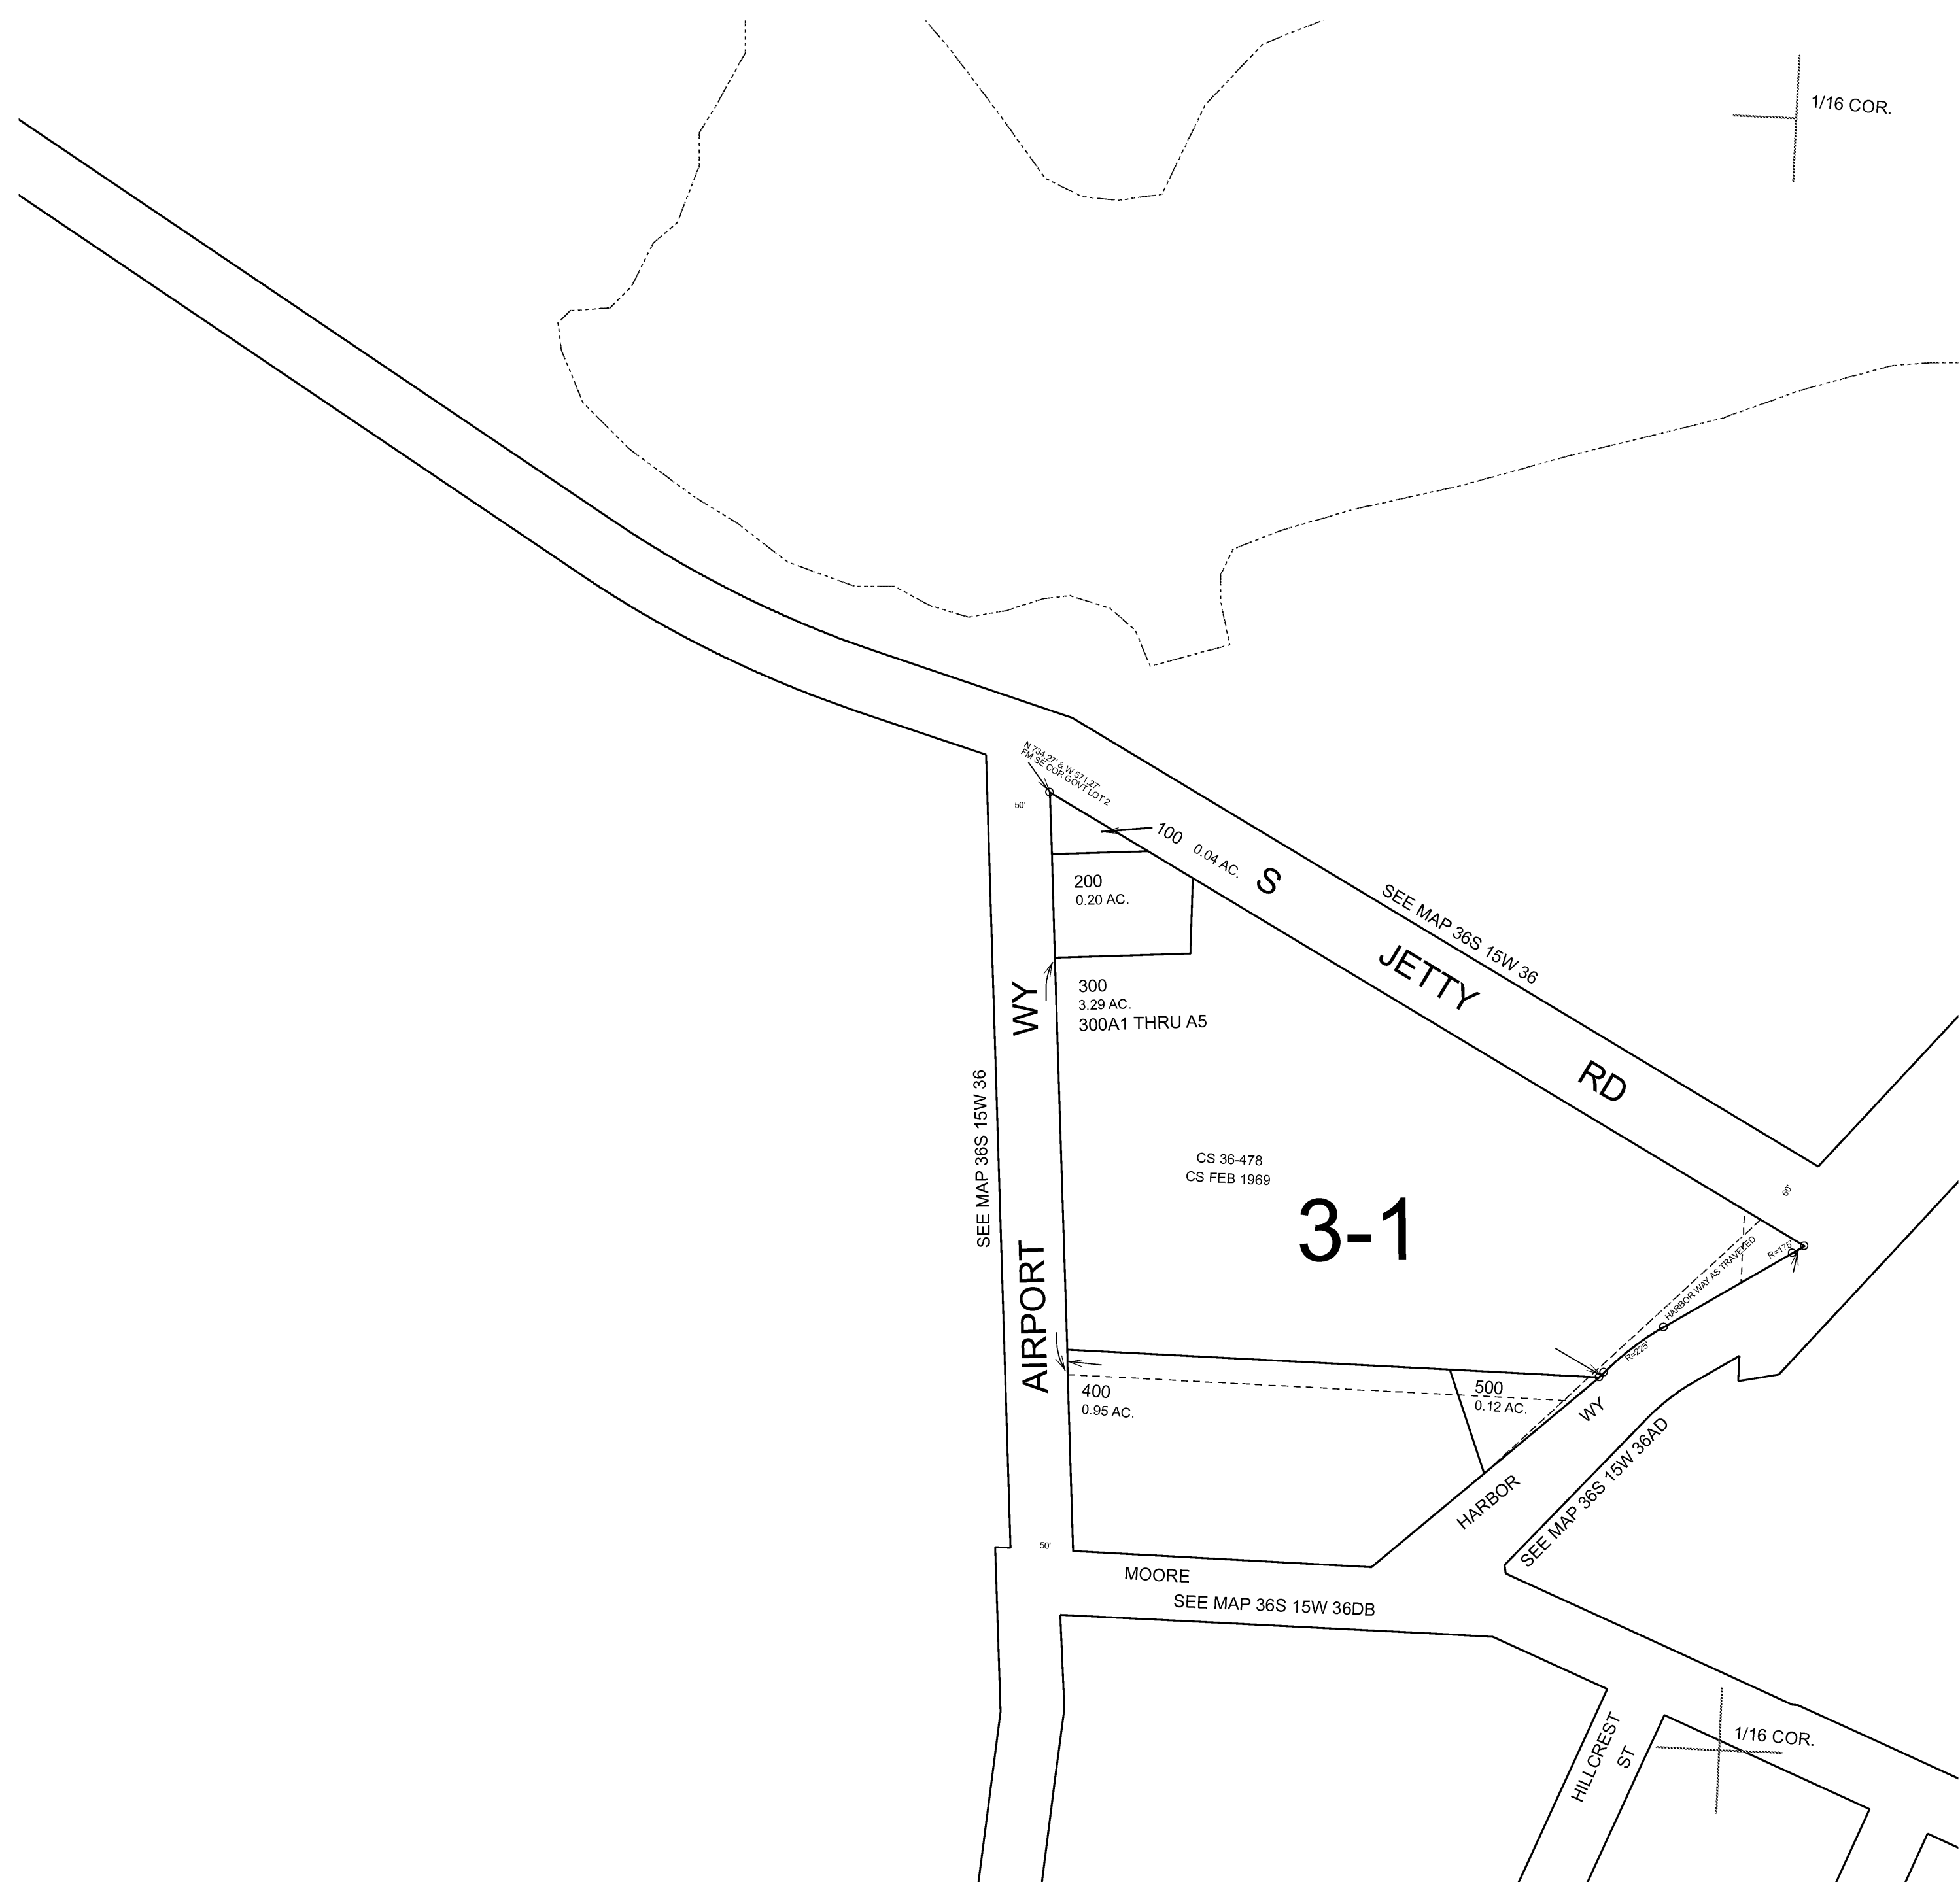 1/16 COR.
N 734.27' & W 571.27'
FM SE COR GOVT LOT 2
50'
100
0.04 AC.
S
JETTY
RD
SEE MAP 36S 15W 36
200
0.20 AC.
300
3.29 AC.
300A1 THRU A5
WY
AIRPORT
SEE MAP 36S 15W 36
CS 36-478
CS FEB 1969
3-1
60'
R=175'
HARBOR WAY AS TRAVELED
R=225'
400
0.95 AC.
500
0.12 AC.
WY
HARBOR
SEE MAP 36S 15W 36AD
50'
MOORE
SEE MAP 36S 15W 36DB
HILLCREST
ST
1/16 COR.